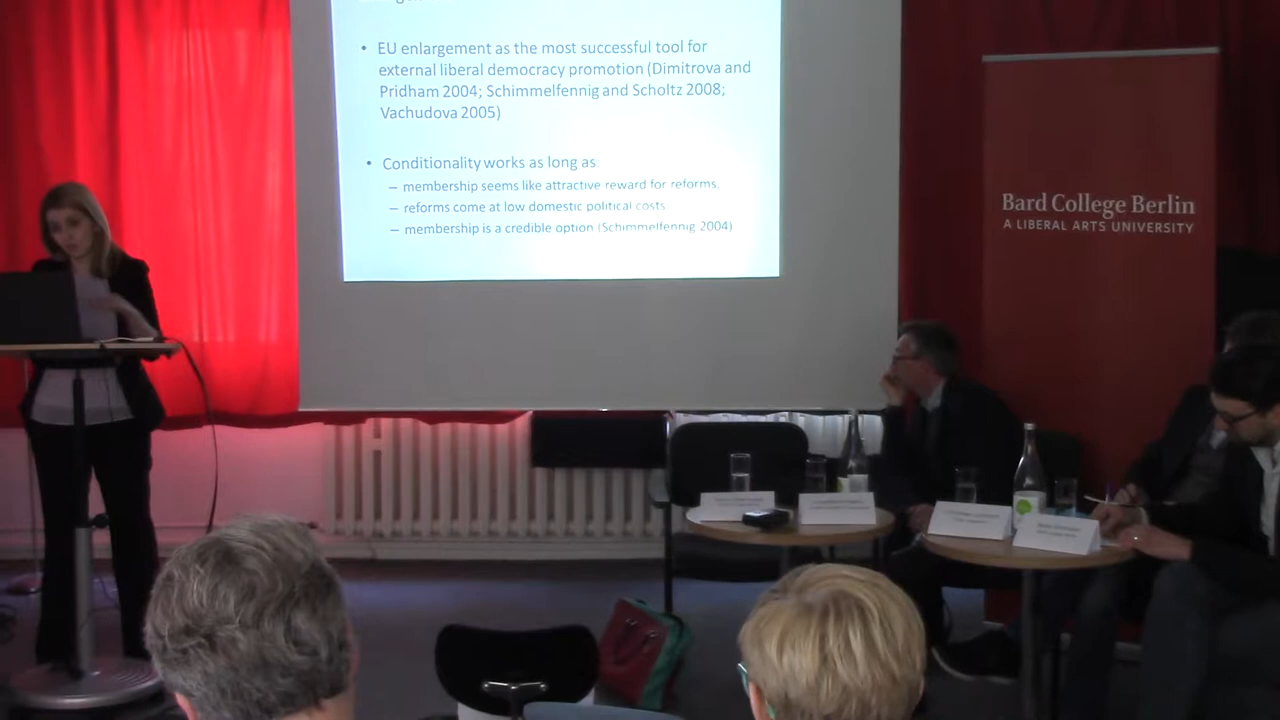 • EU enlargement as the most successful tool for
external liberal democracy promotion (Dimitrova and
Pridham 2004; Schimmelfennig and Scholtz 2008;
Vachudova 2005)
• Conditionality works as long as
– membership seems like attractive reward for reforms,
– reforms come at low domestic political costs
– membership is a credible option (Schimmelfennig 2004)
Bard College Berlin
A LIBERAL ARTS UNIVERSITY